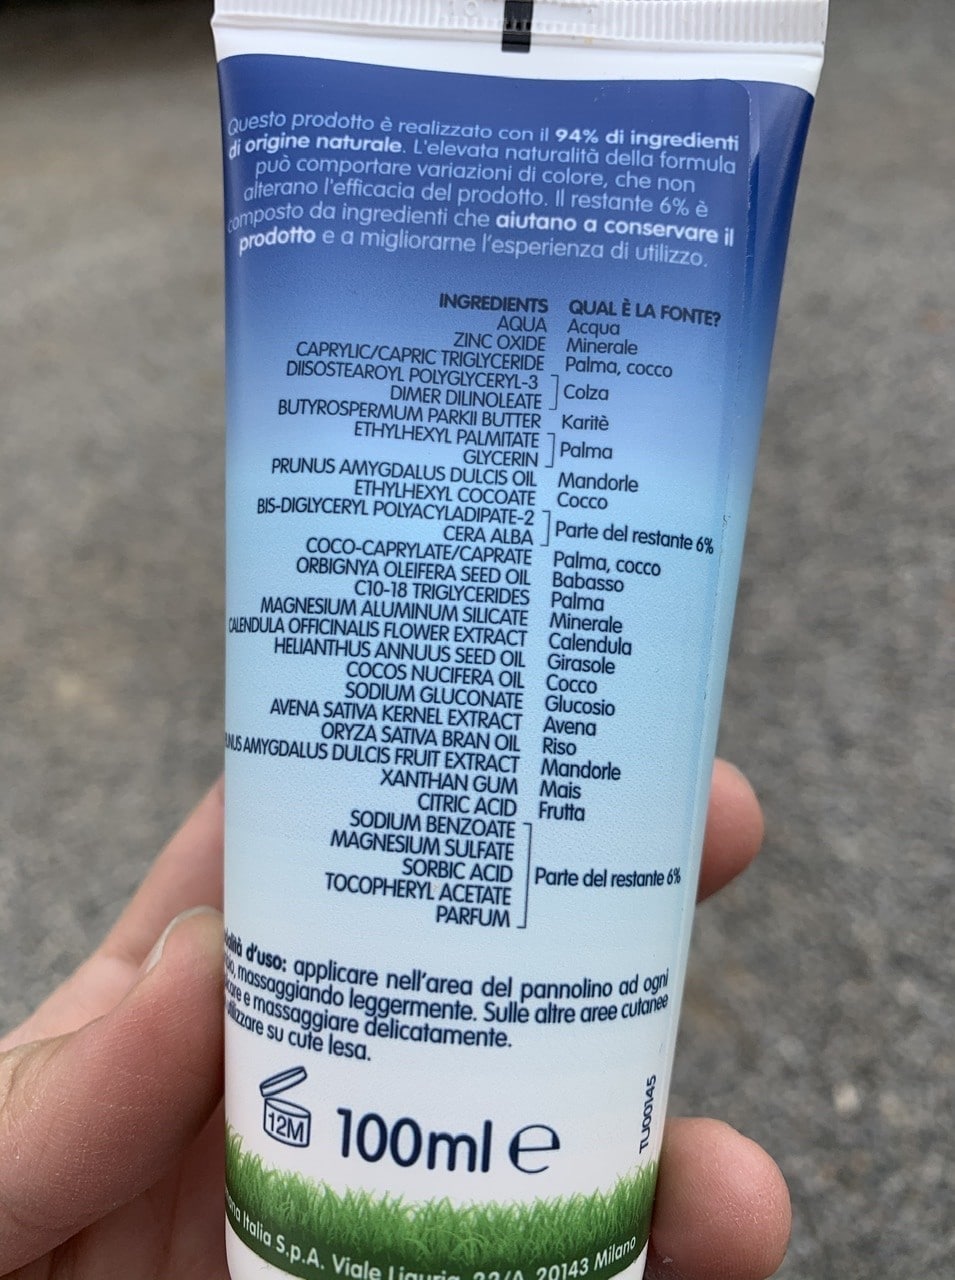 Questo prodotto è realizzato con il 94% di ingredienti
di origine naturale. L'elevata naturalità della formula
può comportare variazioni di colore, che non
alterano l'efficacia del prodotto. Il restante 6% è
composto da ingredienti che aiutano a conservare il
prodotto e a migliorarne l'esperienza di utilizzo.
INGREDIENTS QUAL È LA FONTE?
AQUA Acqua
ZINC OXIDE Minerale
CAPRYLIC/CAPRIC TRIGLYCERIDE Palma, cocco
DIISOSTEAROYL POLYGLYCERYL-3
DIMER DILINOLEATE Colza
BUTYROSPERMUM PARKII BUTTER Karitè
ETHYLHEXYL PALMITATE
GLYCERIN Palma
PRUNUS AMYGDALUS DULCIS OIL Mandorle
ETHYLHEXYL COCOATE Cocco
BIS-DIGLYCERYL POLYACYLADIPATE-2
CERA ALBA Parte del restante 6%
COCO-CAPRYLATE/CAPRATE Palma, cocco
ORBIGNYA OLEIFERA SEED OIL Babasso
C10-18 TRIGLYCERIDES Palma
MAGNESIUM ALUMINUM SILICATE Minerale
CALENDULA OFFICINALIS FLOWER EXTRACT Calendula
HELIANTHUS ANNUUS SEED OIL Girasole
COCOS NUCIFERA OIL Cocco
SODIUM GLUCONATE Glucosio
AVENA SATIVA KERNEL EXTRACT Avena
ORYZA SATIVA BRAN OIL Riso
AMYGDALUS DULCIS FRUIT EXTRACT Mandorle
XANTHAN GUM Mais
CITRIC ACID Frutta
SODIUM BENZOATE
MAGNESIUM SULFATE
SORBIC ACID Parte del restante 6%
TOCOPHERYL ACETATE
PARFUM
d'uso: applicare nell'area del pannolino ad ogni
massaggiando leggermente. Sulle altre aree cutanee
e massaggiare delicatamente.
su cute lesa.
12M
100ml e
TU00145
Italia S.p.A. Viale Liguria 20143 Milano